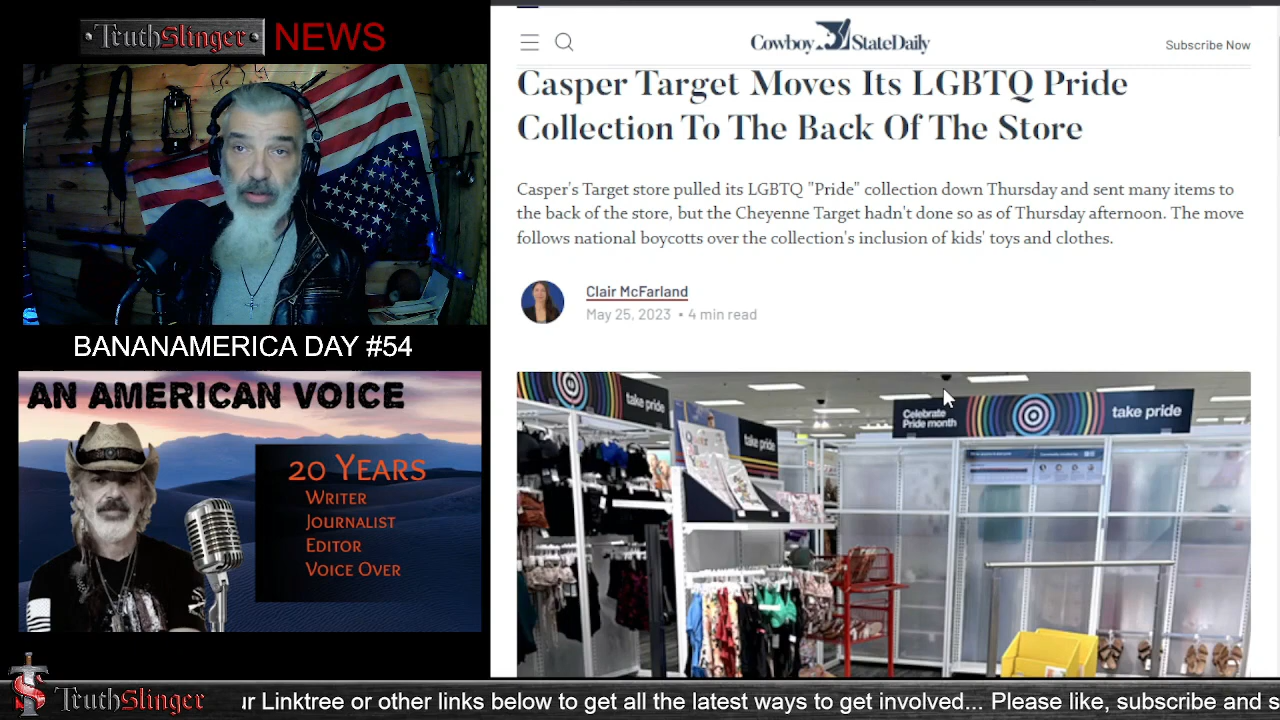 TruthSlinger NEWS
BANANAMERICA DAY #54
AN AMERICAN VOICE
20 YEARS
WRITER
JOURNALIST
EDITOR
VOICE OVER
Cowboy StateDaily
Subscribe Now
Casper Target Moves Its LGBTQ Pride
Collection To The Back Of The Store
Casper's Target store pulled its LGBTQ "Pride" collection down Thursday and sent many items to
the back of the store, but the Cheyenne Target hadn't done so as of Thursday afternoon. The move
follows national boycotts over the collection's inclusion of kids' toys and clothes.
Clair McFarland
May 25, 2023 • 4 min read
take pride
take pride
Celebrate
Pride month
take pride
TruthSlinger
ur Linktree or other links below to get all the latest ways to get involved... Please like, subscribe and s